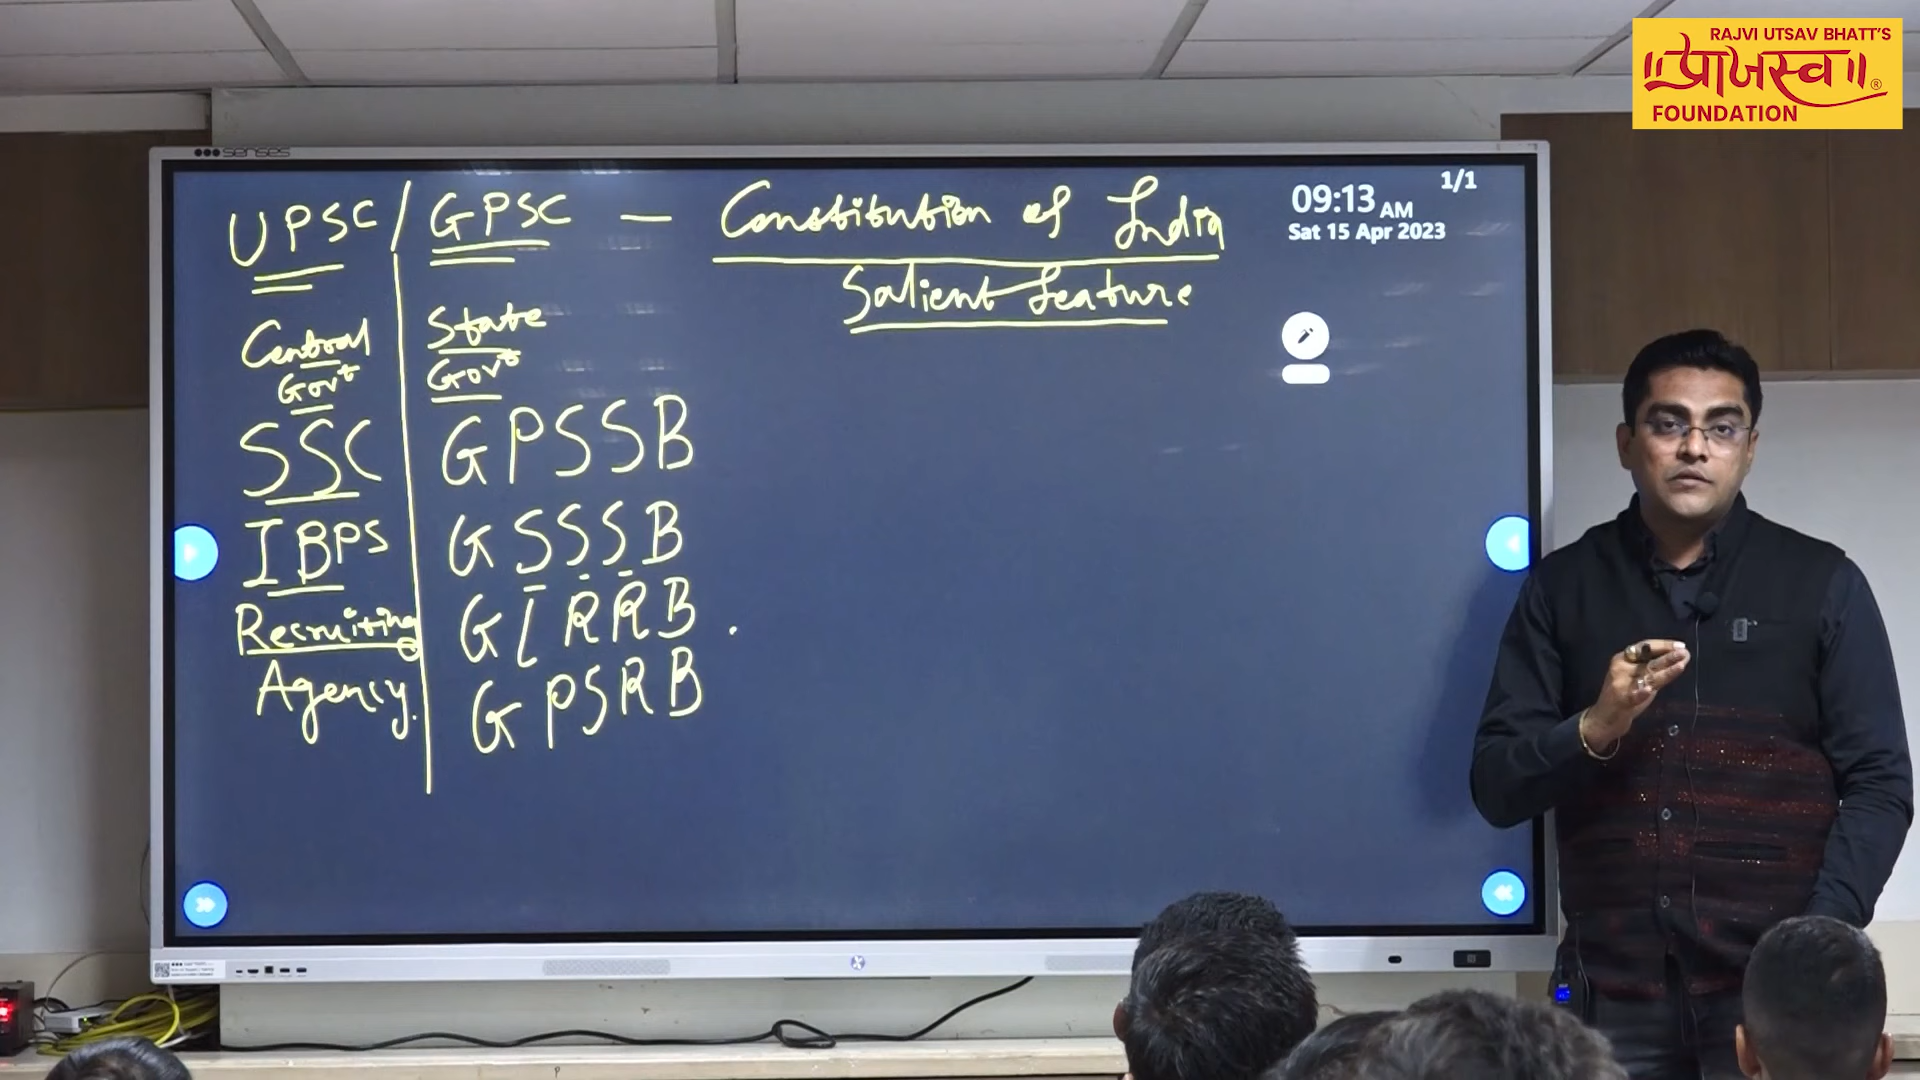 RAJVI UTSAV BHATT'S
॥प्राजस्व॥®
FOUNDATION
senses
UPSC / GPSC — Constitution of India
Salient Feature
09:13 AM
1/1
Sat 15 Apr 2023
Central
Govt
State
Govt
SSC
GPSSB
IBPS
GSSSB
Recruiting
Agency.
G L R R B .
GPSRB